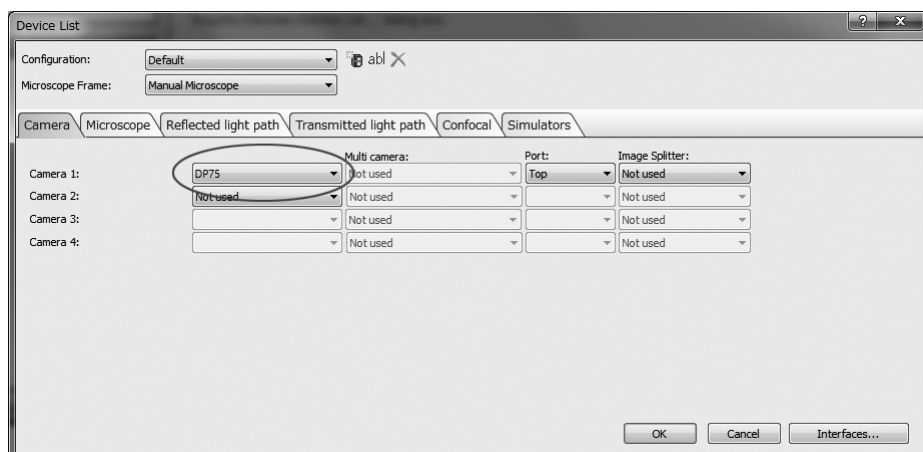 Device List
Configuration: Default abl
Microscope Frame: Manual Microscope
Camera Microscope Reflected light path Transmitted light path Confocal Simulators
Multi camera: Port: Image Splitter:
Camera 1: DP75 Not used Top Not used
Camera 2: Not used Not used Not used
Camera 3: Not used Not used
Camera 4: Not used Not used
OK Cancel Interfaces...